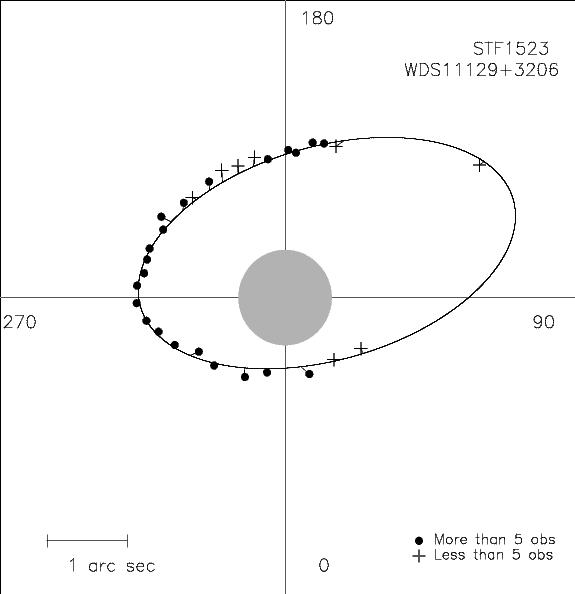 180
STF1523
WDS11129+3206
270
90
More than 5 obs
Less than 5 obs
1 arc sec
0